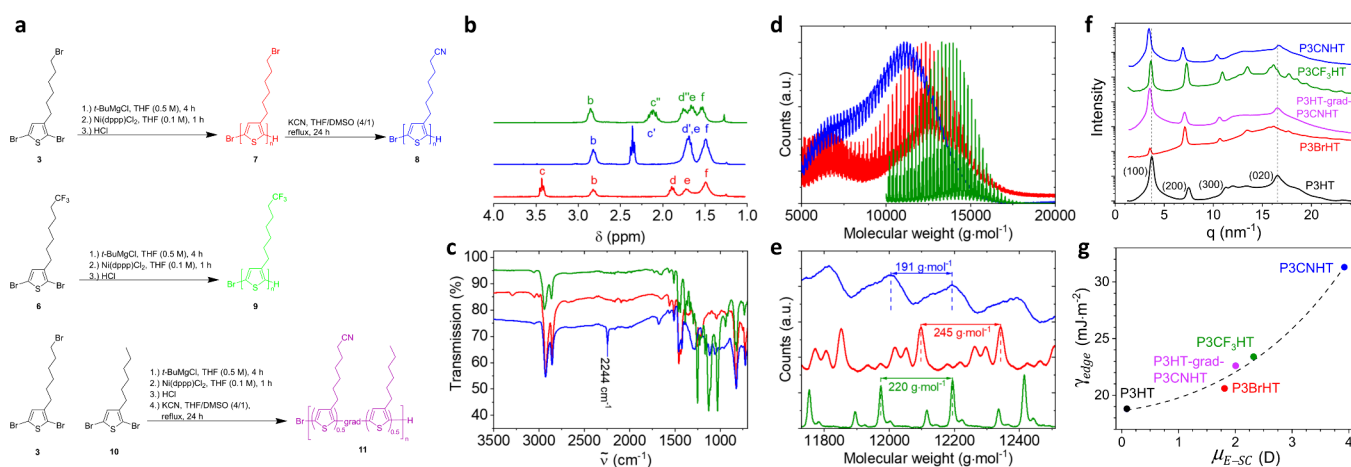 a
Br
Br
S
Br
3
1.) t-BuMgCl, THF (0.5 M), 4 h
2.) Ni(dppp)Cl2, THF (0.1 M), 1 h
3.) HCl
Br
Br
S
H
n
7
KCN, THF/DMSO (4/1)
reflux, 24 h
CN
Br
S
H
n
8
CF3
Br
S
Br
6
1.) t-BuMgCl, THF (0.5 M), 4 h
2.) Ni(dppp)Cl2, THF (0.1 M), 1 h
3.) HCl
CF3
Br
S
H
n
9
Br
Br
S
Br
3
Br
S
Br
10
1.) t-BuMgCl, THF (0.5 M), 4 h
2.) Ni(dppp)Cl2, THF (0.1 M), 1 h
3.) HCl
4.) KCN, THF/DMSO (4/1),
reflux, 24 h
CN
Br
S
0.5
grad
S
0.5
H
n
11
b
b
c''
d''
e
f
b
c'
d',e
f
c
b
d
e
f
4.0 3.5 3.0 2.5 2.0 1.5 1.0
δ (ppm)
c
Transmission (%)
100
90
80
70
60
50
40
2244 cm-1
3500 3000 2500 2000 1500 1000
ṽ (cm-1)
d
Counts (a.u.)
5000 10000 15000 20000
Molecular weight (g·mol-1)
e
Counts (a.u.)
191 g·mol-1
245 g·mol-1
220 g·mol-1
11800 12000 12200 12400
Molecular weight (g·mol-1)
f
Intensity
P3CNHT
P3CF3HT
P3HT-grad-
P3CNHT
P3BrHT
P3HT
(100)
(200)
(300)
(020)
5 10 15 20
q (nm-1)
g
γedge (mJ·m-2)
30
25
20
15
P3CNHT
P3CF3HT
P3HT-grad-
P3CNHT
P3BrHT
P3HT
0 1 2 3 4
μE–SC (D)